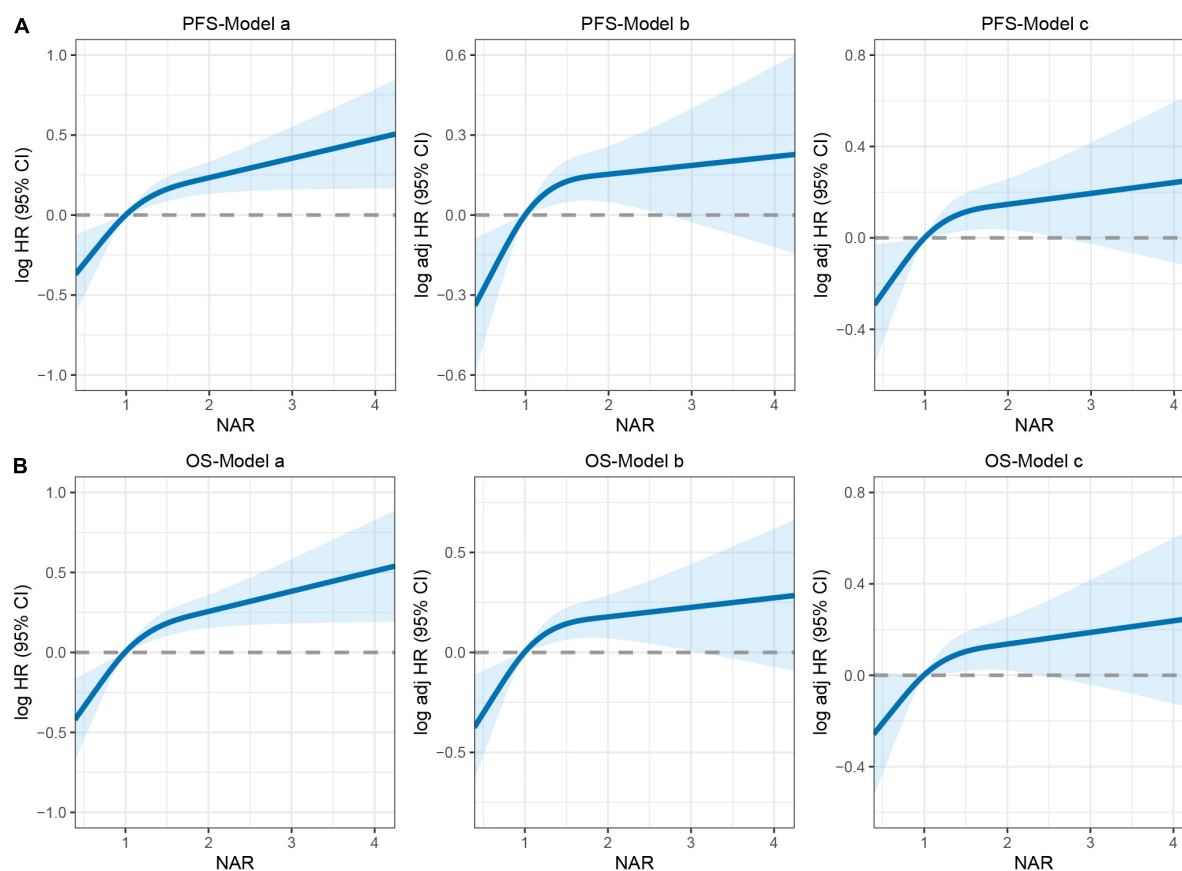 A
PFS-Model a
PFS-Model b
PFS-Model c
log HR (95% CI)
1.0
0.5
0.0
−0.5
−1.0
1 2 3 4
NAR
log adj HR (95% CI)
0.6
0.3
0.0
−0.3
−0.6
1 2 3 4
NAR
log adj HR (95% CI)
0.8
0.4
0.0
−0.4
1 2 3 4
NAR
B
OS-Model a
OS-Model b
OS-Model c
log HR (95% CI)
1.0
0.5
0.0
−0.5
−1.0
1 2 3 4
NAR
log adj HR (95% CI)
0.5
0.0
−0.5
1 2 3 4
NAR
log adj HR (95% CI)
0.8
0.4
0.0
−0.4
1 2 3 4
NAR